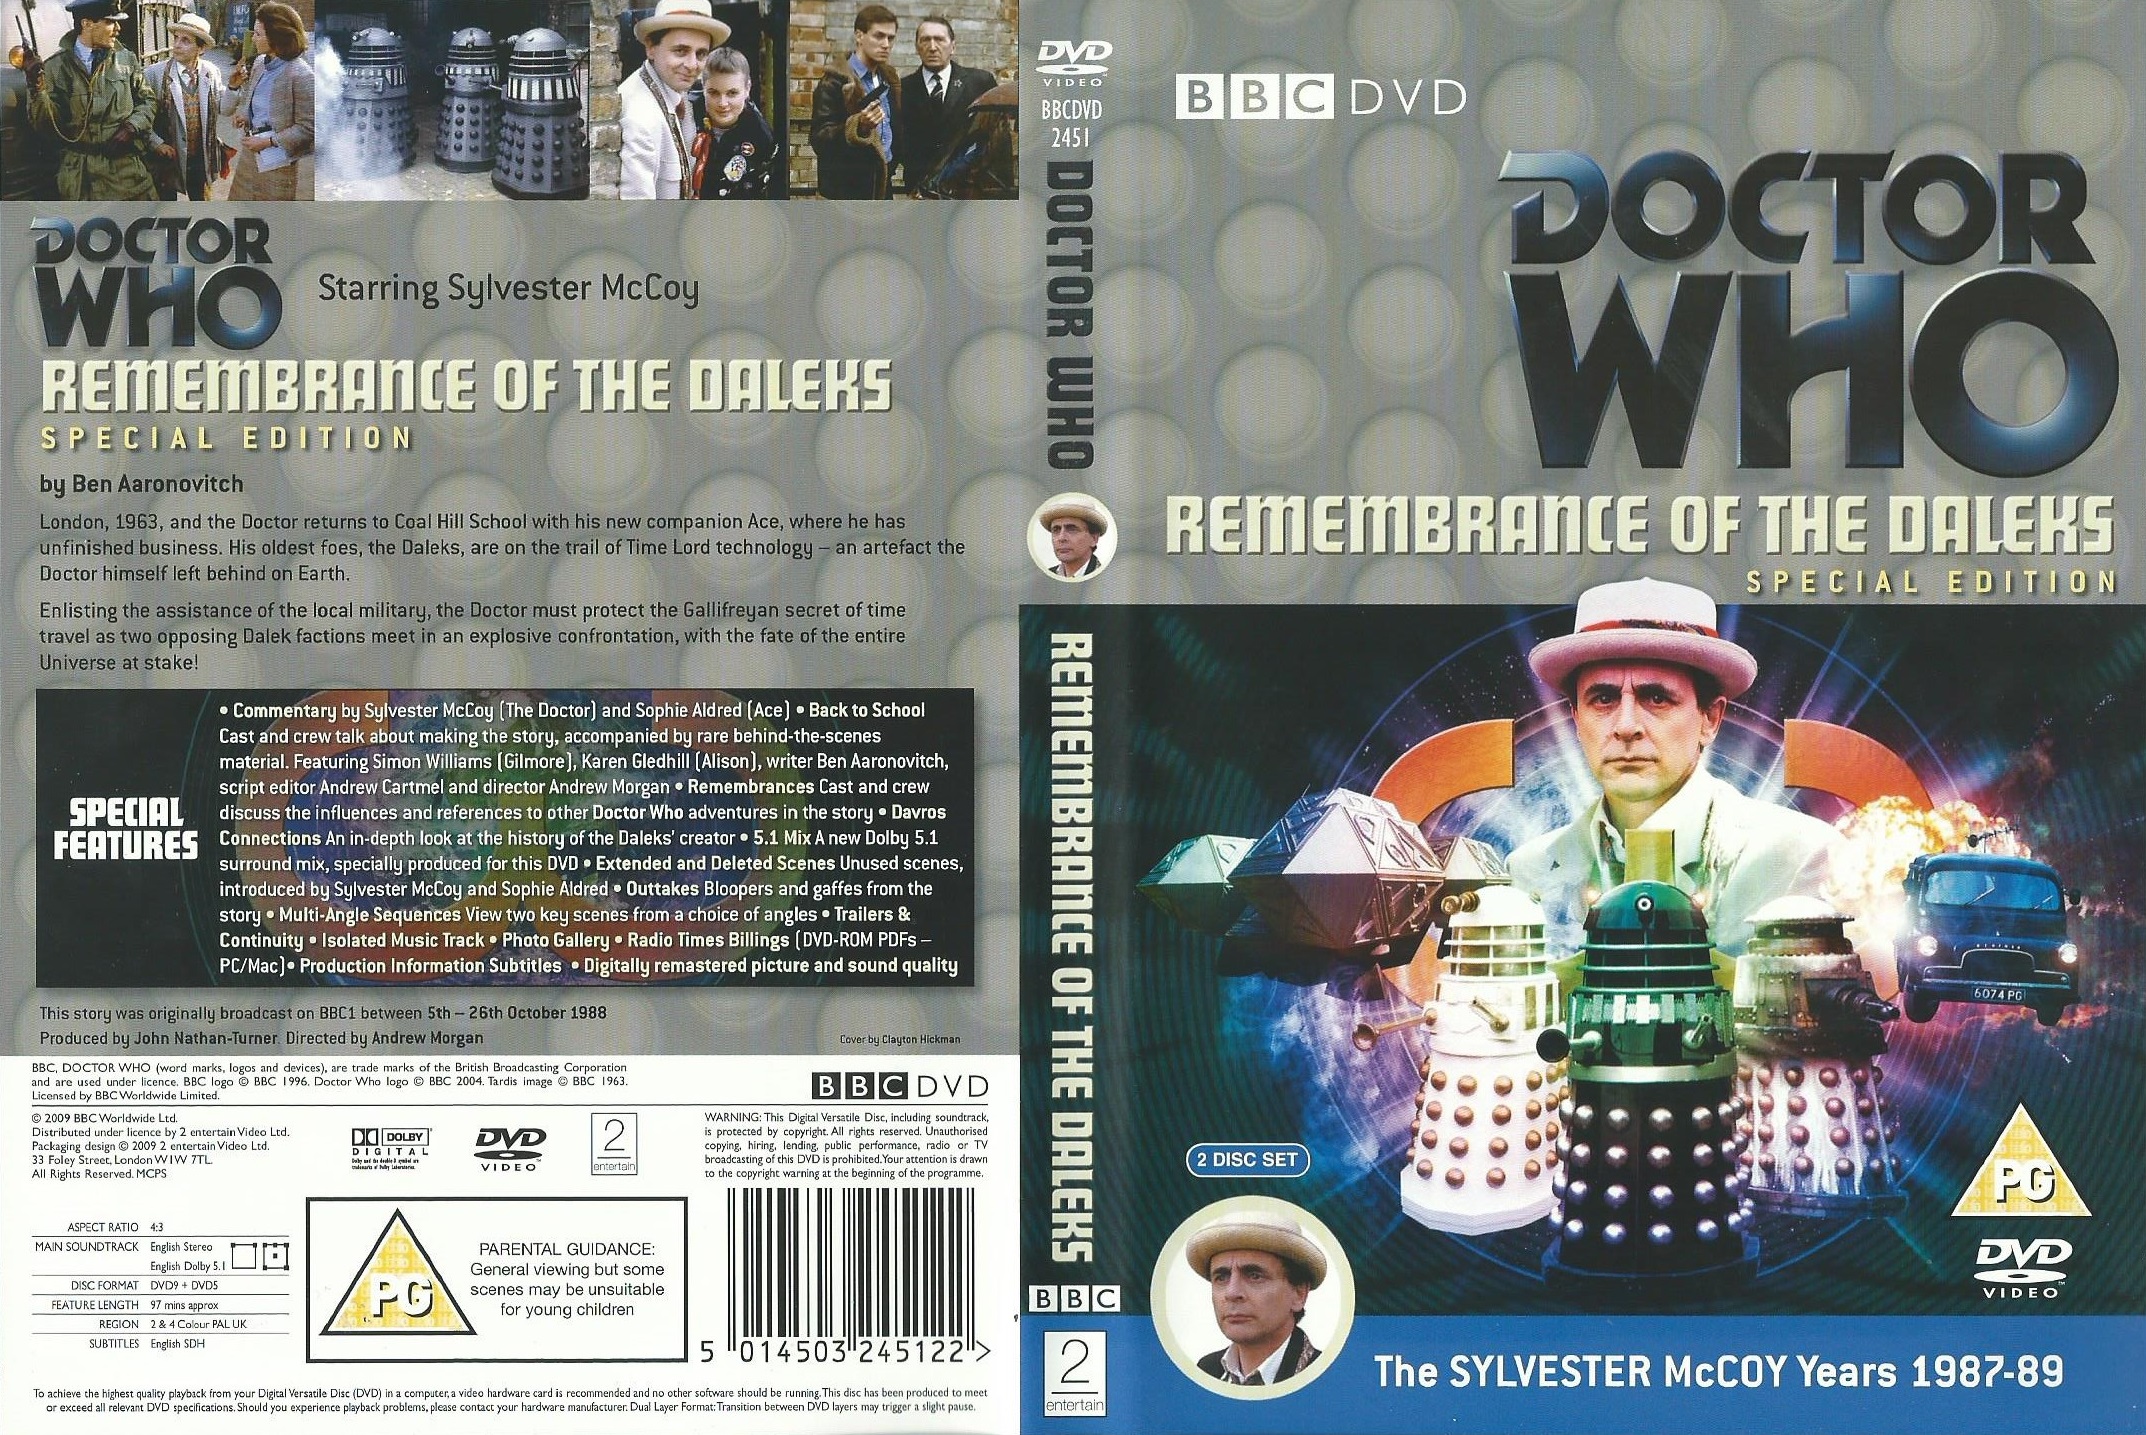 DOCTOR
WHO
Starring Sylvester McCoy
REMEMBRANCE OF THE DALEKS
SPECIAL EDITION
by Ben Aaronovitch
London, 1963, and the Doctor returns to Coal Hill School with his new companion Ace, where he has
unfinished business. His oldest foes, the Daleks, are on the trail of Time Lord technology – an artefact the
Doctor himself left behind on Earth.
Enlisting the assistance of the local military, the Doctor must protect the Gallifreyan secret of time
travel as two opposing Dalek factions meet in an explosive confrontation, with the fate of the entire
Universe at stake!
SPECIAL
FEATURES
• Commentary by Sylvester McCoy (The Doctor) and Sophie Aldred (Ace) • Back to School
Cast and crew talk about making the story, accompanied by rare behind-the-scenes
material. Featuring Simon Williams (Gilmore), Karen Gledhill (Alison), writer Ben Aaronovitch,
script editor Andrew Cartmel and director Andrew Morgan • Remembrances Cast and crew
discuss the influences and references to other Doctor Who adventures in the story • Davros
Connections An in-depth look at the history of the Daleks' creator • 5.1 Mix A new Dolby 5.1
surround mix, specially produced for this DVD • Extended and Deleted Scenes Unused scenes,
introduced by Sylvester McCoy and Sophie Aldred • Outtakes Bloopers and gaffes from the
story • Multi-Angle Sequences View two key scenes from a choice of angles • Trailers &
Continuity • Isolated Music Track • Photo Gallery • Radio Times Billings (DVD-ROM PDFs –
PC/Mac)• Production Information Subtitles • Digitally remastered picture and sound quality
This story was originally broadcast on BBC1 between 5th – 26th October 1988
Produced by John Nathan-Turner. Directed by Andrew Morgan
Cover by Clayton Hickman
BBC, DOCTOR WHO (word marks, logos and devices), are trade marks of the British Broadcasting Corporation
and are used under licence. BBC logo © BBC 1996. Doctor Who logo © BBC 2004. Tardis image © BBC 1963.
Licensed by BBC Worldwide Limited.
BBC DVD
© 2009 BBC Worldwide Ltd.
Distributed under licence by 2 entertain Video Ltd.
Packaging design © 2009 2 entertain Video Ltd.
33 Foley Street, London W1W 7TL.
All Rights Reserved. MCPS
DOLBY
DIGITAL
Dolby and the double-D symbol are
trademarks of Dolby Laboratories.
DVD
VIDEO
2
entertain
WARNING: This Digital Versatile Disc, including soundtrack,
is protected by copyright. All rights reserved. Unauthorised
copying, hiring, lending, public performance, radio or TV
broadcasting of this DVD is prohibited. Your attention is drawn
to the copyright warning at the beginning of the programme.
ASPECT RATIO 4:3
MAIN SOUNDTRACK English Stereo
English Dolby 5.1
DISC FORMAT DVD9 + DVD5
FEATURE LENGTH 97 mins approx
REGION 2 & 4 Colour PAL UK
SUBTITLES English SDH
PG
PARENTAL GUIDANCE:
General viewing but some
scenes may be unsuitable
for young children
5 014503 245122 >
To achieve the highest quality playback from your Digital Versatile Disc (DVD) in a computer, a video hardware card is recommended and no other software should be running. This disc has been produced to meet
or exceed all relevant DVD specifications. Should you experience playback problems, please contact your hardware manufacturer. Dual Layer Format: Transition between DVD layers may trigger a slight pause.
DVD
VIDEO
BBCDVD
2451
DOCTOR WHO
REMEMBRANCE OF THE DALEKS
BBC
2
entertain
BBC DVD
DOCTOR
WHO
REMEMBRANCE OF THE DALEKS
SPECIAL EDITION
BEDFORD
6074 PG
2 DISC SET
PG
DVD
VIDEO
The SYLVESTER McCOY Years 1987-89